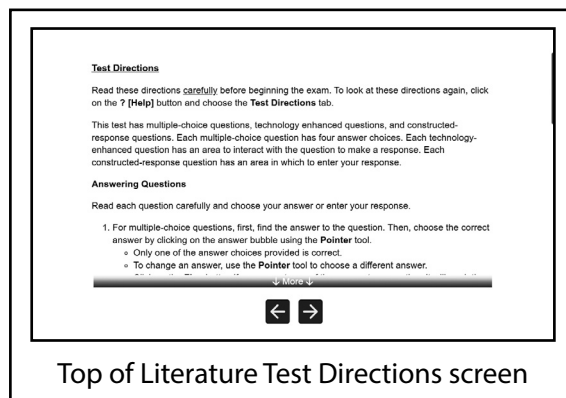 Test Directions
Read these directions carefully before beginning the exam. To look at these directions again, click
on the ? [Help] button and choose the Test Directions tab.
This test has multiple-choice questions, technology enhanced questions, and constructed-
response questions. Each multiple-choice question has four answer choices. Each technology-
enhanced question has an area to interact with the question to make a response. Each
constructed-response question has an area in which to enter your response.
Answering Questions
Read each question carefully and choose your answer or enter your response.
1. For multiple-choice questions, first, find the answer to the question. Then, choose the correct
answer by clicking on the answer bubble using the Pointer tool.
Only one of the answer choices provided is correct.
To change an answer, use the Pointer tool to choose a different answer.
↓ More ↓
Top of Literature Test Directions screen